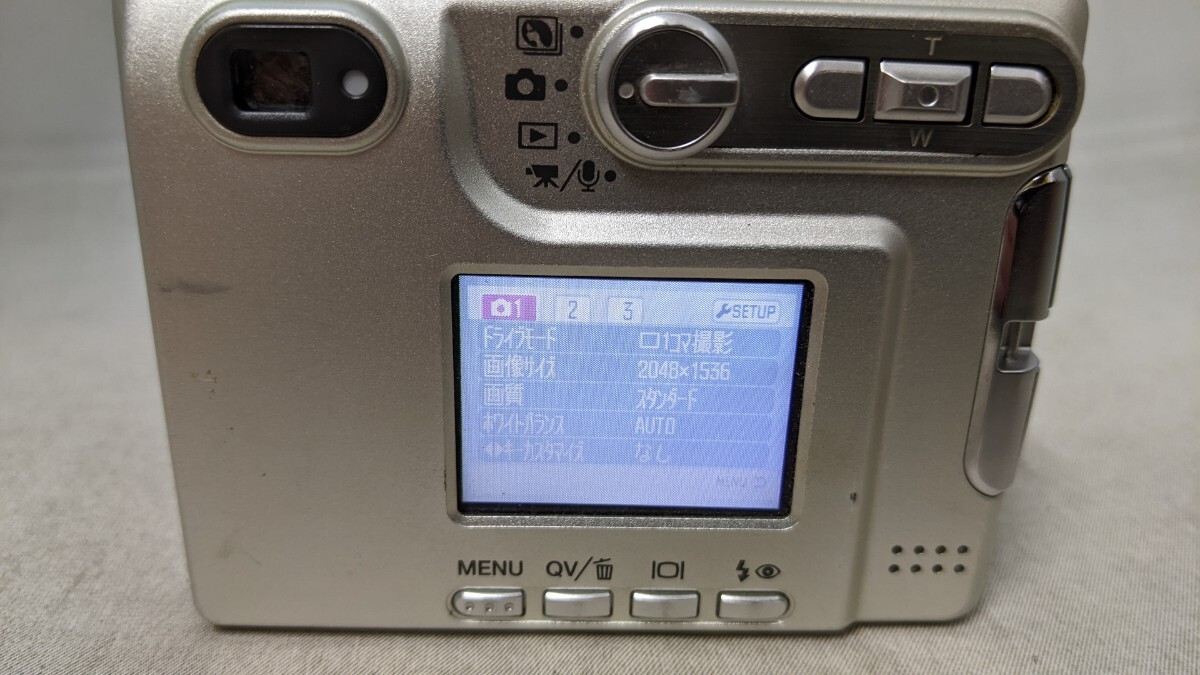 T
W
1 2 3 SETUP
ﾄﾞﾗｲﾌﾞﾓｰﾄﾞ 1ｺﾏ撮影
画像ｻｲｽﾞ 2048×1536
画質 ｽﾀﾝﾀﾞｰﾄﾞ
ﾎﾜｲﾄﾊﾞﾗﾝｽ AUTO
ｷｰｶｽﾀﾏｲｽﾞ なし
MENU
MENU QV/ |O|